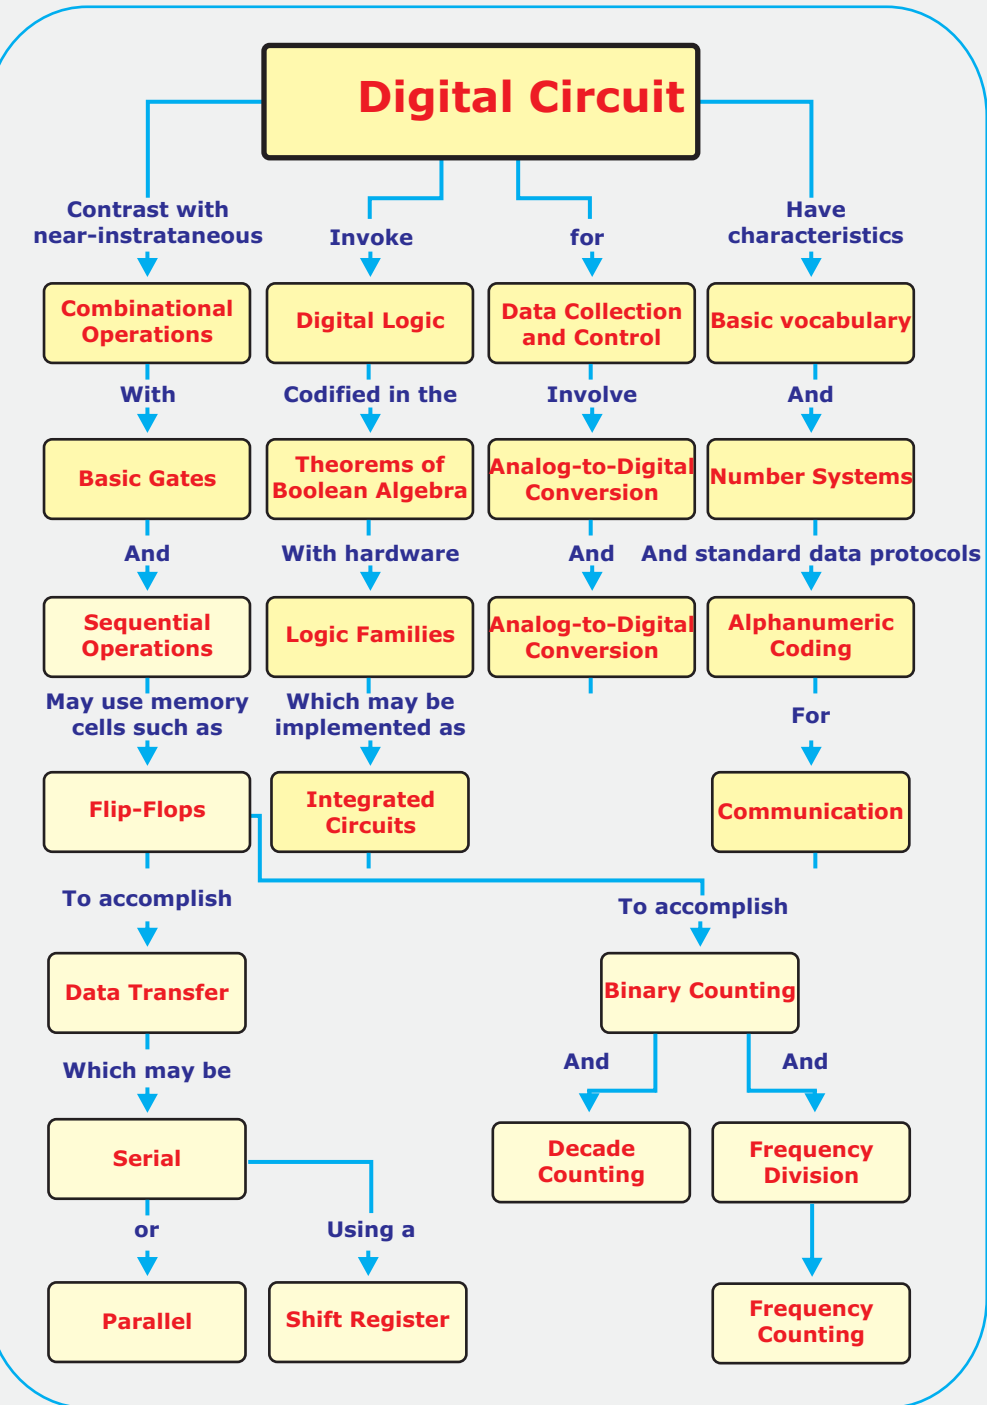 Digital Circuit
Contrast with
near-instrataneous
Invoke
for
Have
characteristics
Combinational
Operations
Digital Logic
Data Collection
and Control
Basic vocabulary
With
Codified in the
Involve
And
Basic Gates
Theorems of
Boolean Algebra
Analog-to-Digital
Conversion
Number Systems
And
With hardware
And
And standard data protocols
Sequential
Operations
Logic Families
Analog-to-Digital
Conversion
Alphanumeric
Coding
May use memory
cells such as
Which may be
implemented as
For
Flip-Flops
Integrated
Circuits
Communication
To accomplish
To accomplish
Data Transfer
Binary Counting
Which may be
And
And
Serial
Decade
Counting
Frequency
Division
or
Using a
Parallel
Shift Register
Frequency
Counting